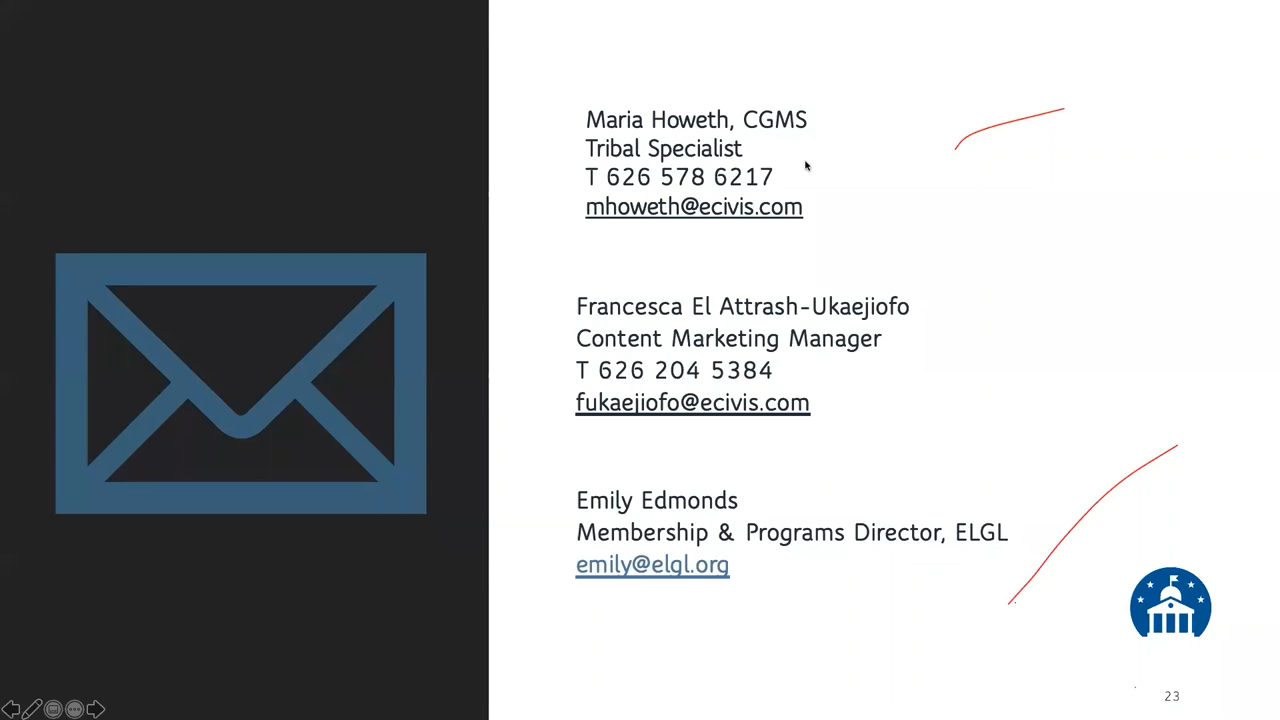 Maria Howeth, CGMS
Tribal Specialist
T 626 578 6217
mhoweth@ecivis.com
Francesca El Attrash-Ukaejiofo
Content Marketing Manager
T 626 204 5384
fukaejiofo@ecivis.com
Emily Edmonds
Membership & Programs Director, ELGL
emily@elgl.org
23